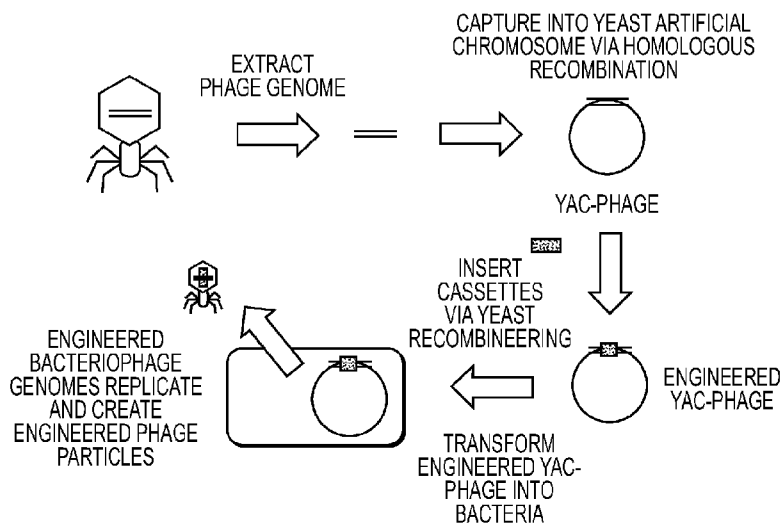 EXTRACT
PHAGE GENOME
CAPTURE INTO YEAST ARTIFICIAL
CHROMOSOME VIA HOMOLOGOUS
RECOMBINATION
YAC-PHAGE
INSERT
CASSETTES
VIA YEAST
RECOMBINEERING
ENGINEERED
YAC-PHAGE
TRANSFORM
ENGINEERED YAC-
PHAGE INTO
BACTERIA
ENGINEERED
BACTERIOPHAGE
GENOMES REPLICATE
AND CREATE
ENGINEERED PHAGE
PARTICLES